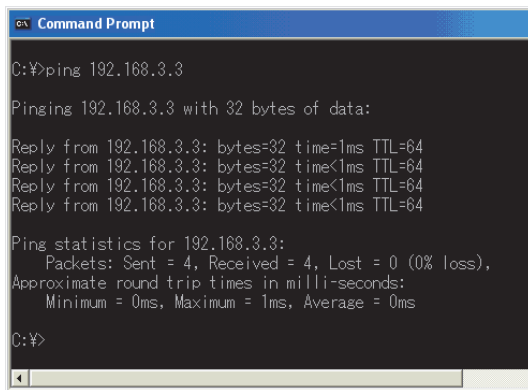 Command Prompt
C:¥>ping 192.168.3.3
Pinging 192.168.3.3 with 32 bytes of data:
Reply from 192.168.3.3: bytes=32 time=1ms TTL=64
Reply from 192.168.3.3: bytes=32 time<1ms TTL=64
Reply from 192.168.3.3: bytes=32 time<1ms TTL=64
Reply from 192.168.3.3: bytes=32 time<1ms TTL=64
Ping statistics for 192.168.3.3:
Packets: Sent = 4, Received = 4, Lost = 0 (0% loss),
Approximate round trip times in milli-seconds:
Minimum = 0ms, Maximum = 1ms, Average = 0ms
C:¥>